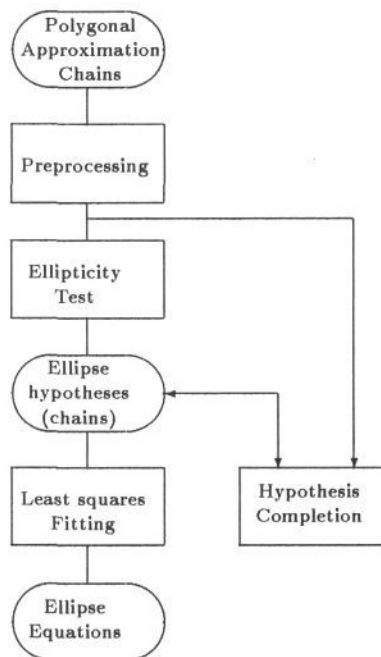 Polygonal
Approximation
Chains
Preprocessing
Ellipticity
Test
Ellipse
hypotheses
(chains)
Least squares
Fitting
Hypothesis
Completion
Ellipse
Equations